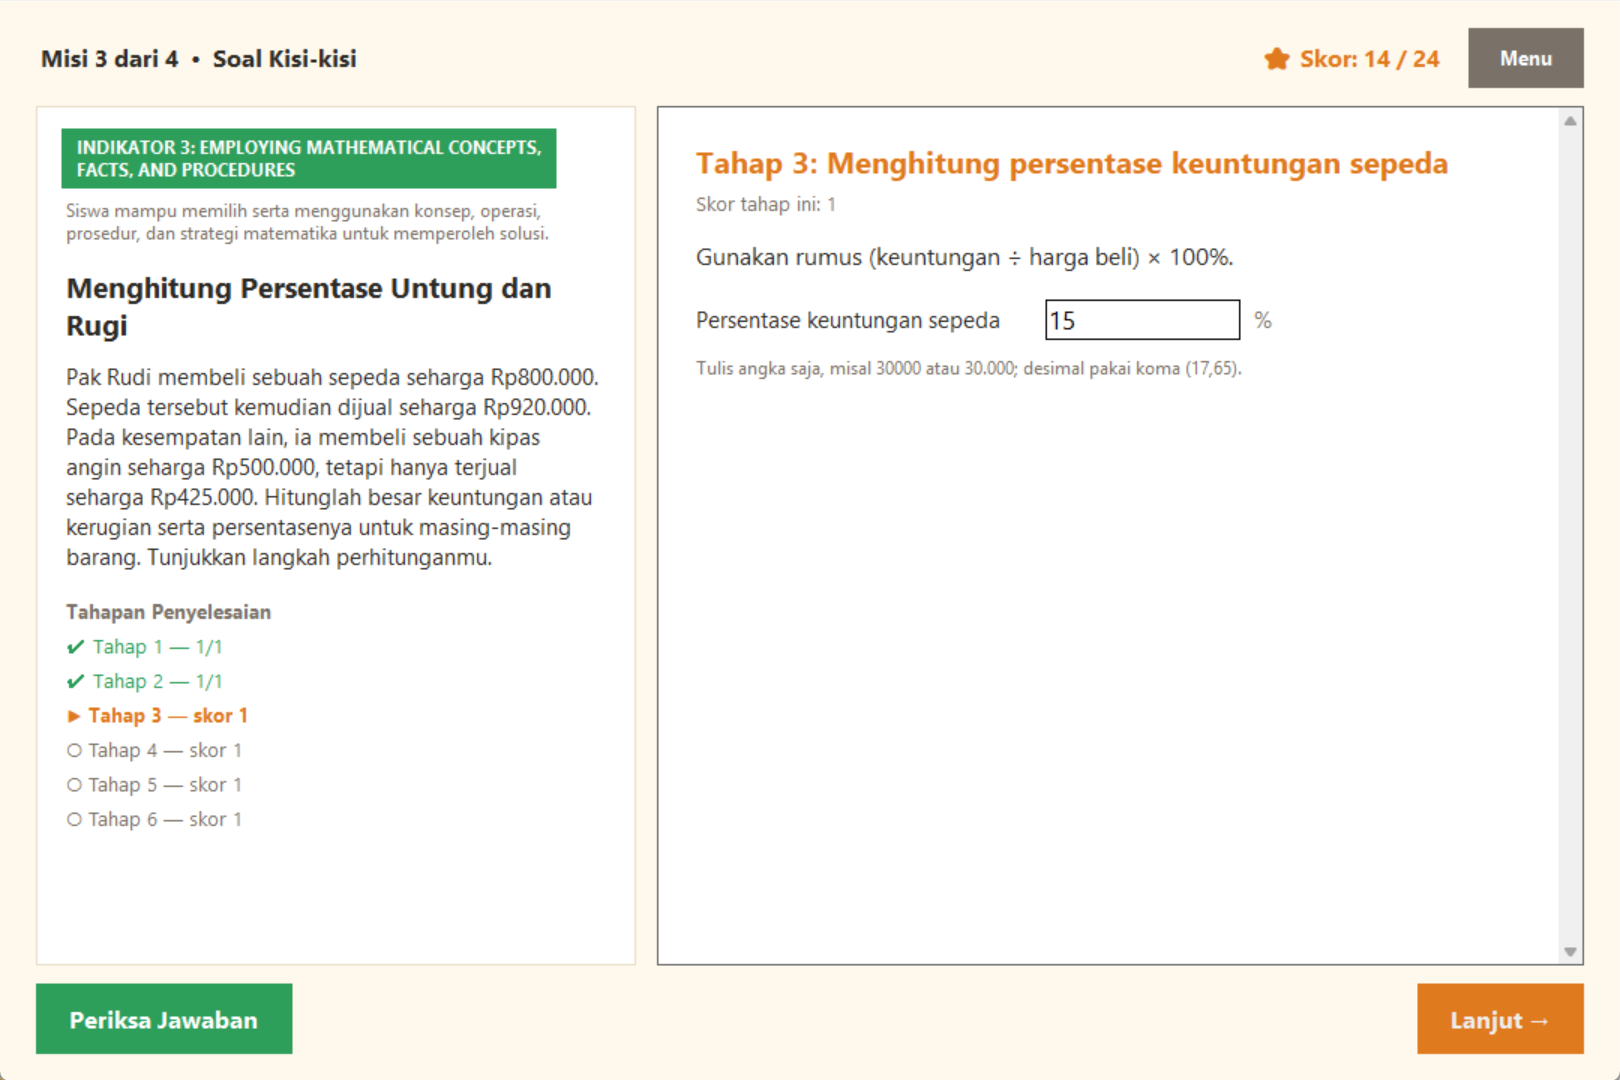 Misi 3 dari 4 • Soal Kisi-kisi
Skor: 14 / 24
Menu
INDIKATOR 3: EMPLOYING MATHEMATICAL CONCEPTS,
FACTS, AND PROCEDURES
Siswa mampu memilih serta menggunakan konsep, operasi,
prosedur, dan strategi matematika untuk memperoleh solusi.
Menghitung Persentase Untung dan
Rugi
Pak Rudi membeli sebuah sepeda seharga Rp800.000.
Sepeda tersebut kemudian dijual seharga Rp920.000.
Pada kesempatan lain, ia membeli sebuah kipas
angin seharga Rp500.000, tetapi hanya terjual
seharga Rp425.000. Hitunglah besar keuntungan atau
kerugian serta persentasenya untuk masing-masing
barang. Tunjukkan langkah perhitunganmu.
Tahapan Penyelesaian
✔ Tahap 1 — 1/1
✔ Tahap 2 — 1/1
▶ Tahap 3 — skor 1
○ Tahap 4 — skor 1
○ Tahap 5 — skor 1
○ Tahap 6 — skor 1
Tahap 3: Menghitung persentase keuntungan sepeda
Skor tahap ini: 1
Gunakan rumus (keuntungan ÷ harga beli) × 100%.
Persentase keuntungan sepeda 15 %
Tulis angka saja, misal 30000 atau 30.000; desimal pakai koma (17,65).
Periksa Jawaban
Lanjut →